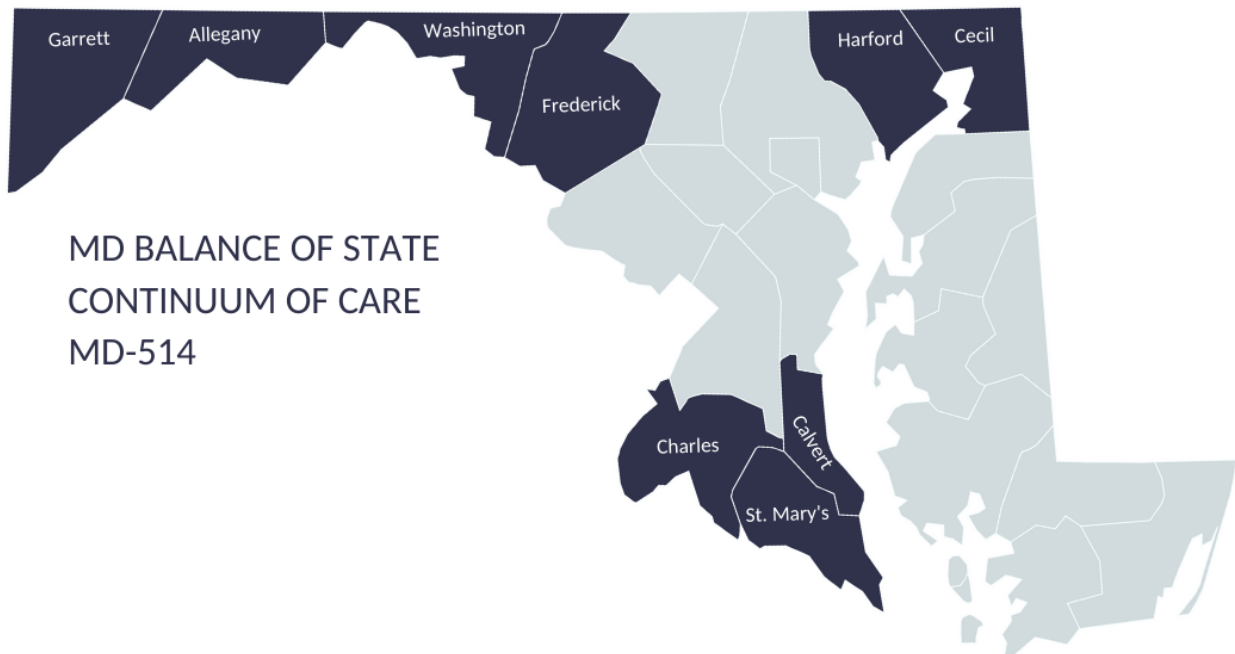 Garrett
Allegany
Washington
Harford
Cecil
Frederick
MD BALANCE OF STATE
CONTINUUM OF CARE
MD-514
Charles
Calvert
St. Mary's